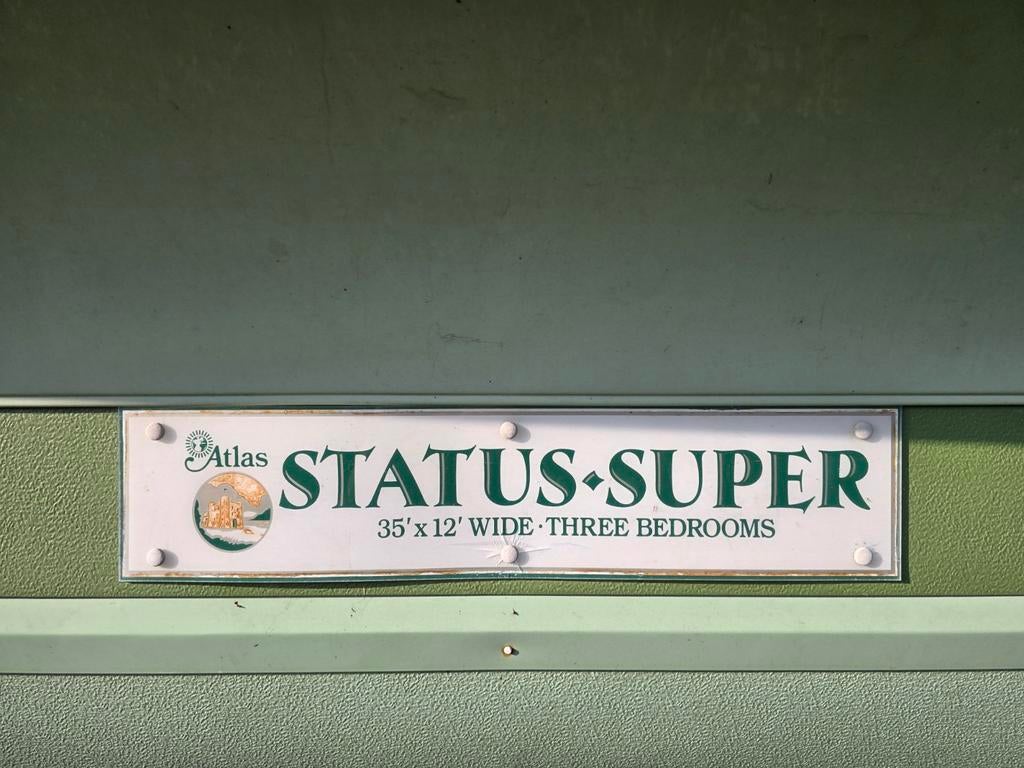 Atlas
STATUS·SUPER
35' x 12' WIDE · THREE BEDROOMS